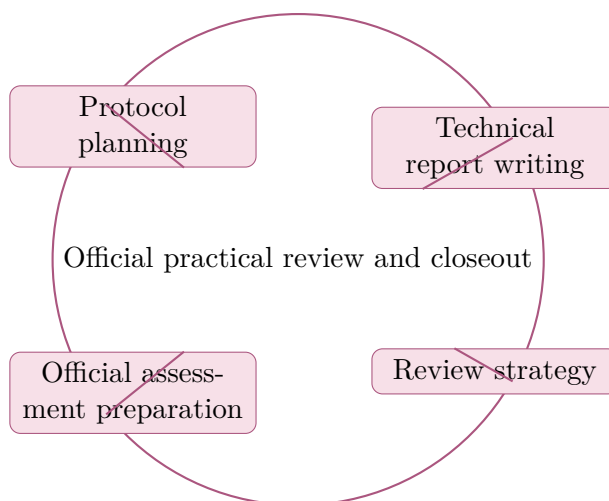 Protocol
planning
Technical
report writing
Official practical review and closeout
Official assess-
ment preparation
Review strategy